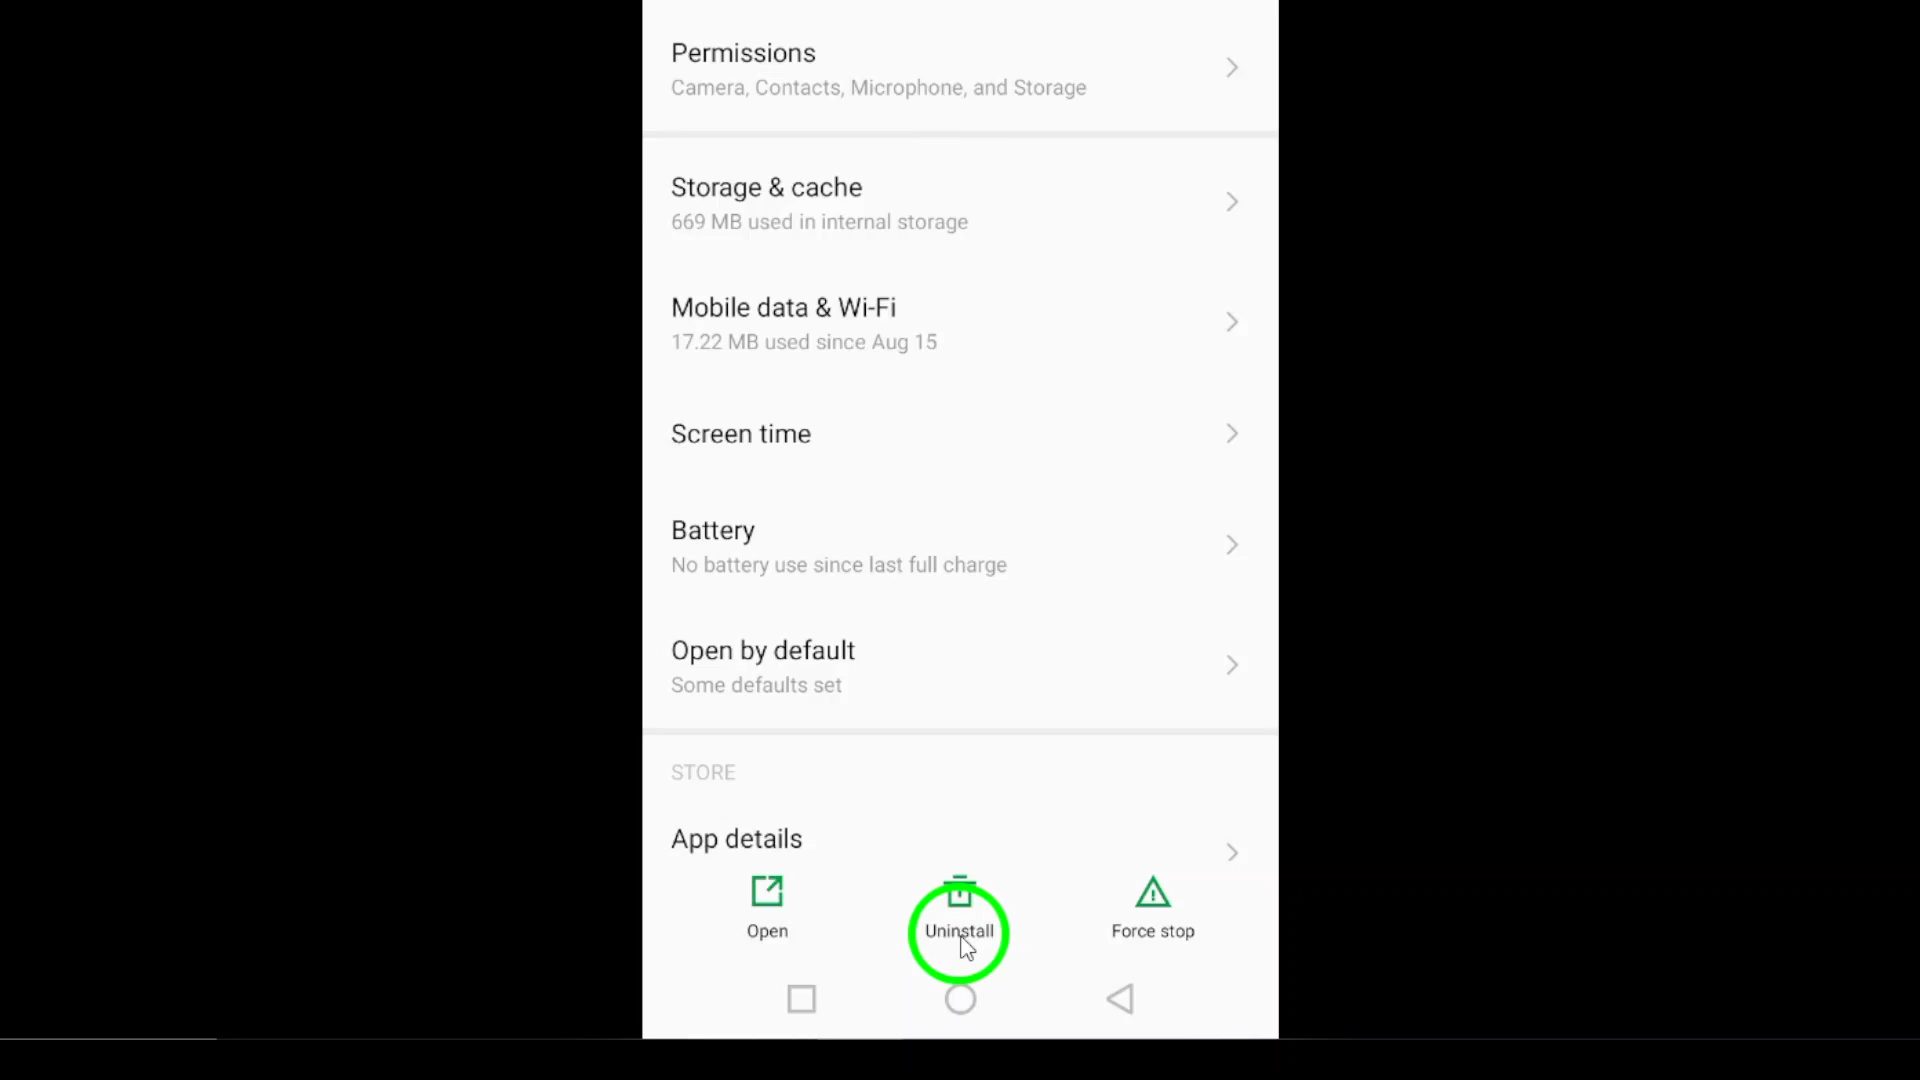 Permissions
Camera, Contacts, Microphone, and Storage
Storage & cache
669 MB used in internal storage
Mobile data & Wi-Fi
17.22 MB used since Aug 15
Screen time
Battery
No battery use since last full charge
Open by default
Some defaults set
STORE
App details
Open
Uninstall
Force stop